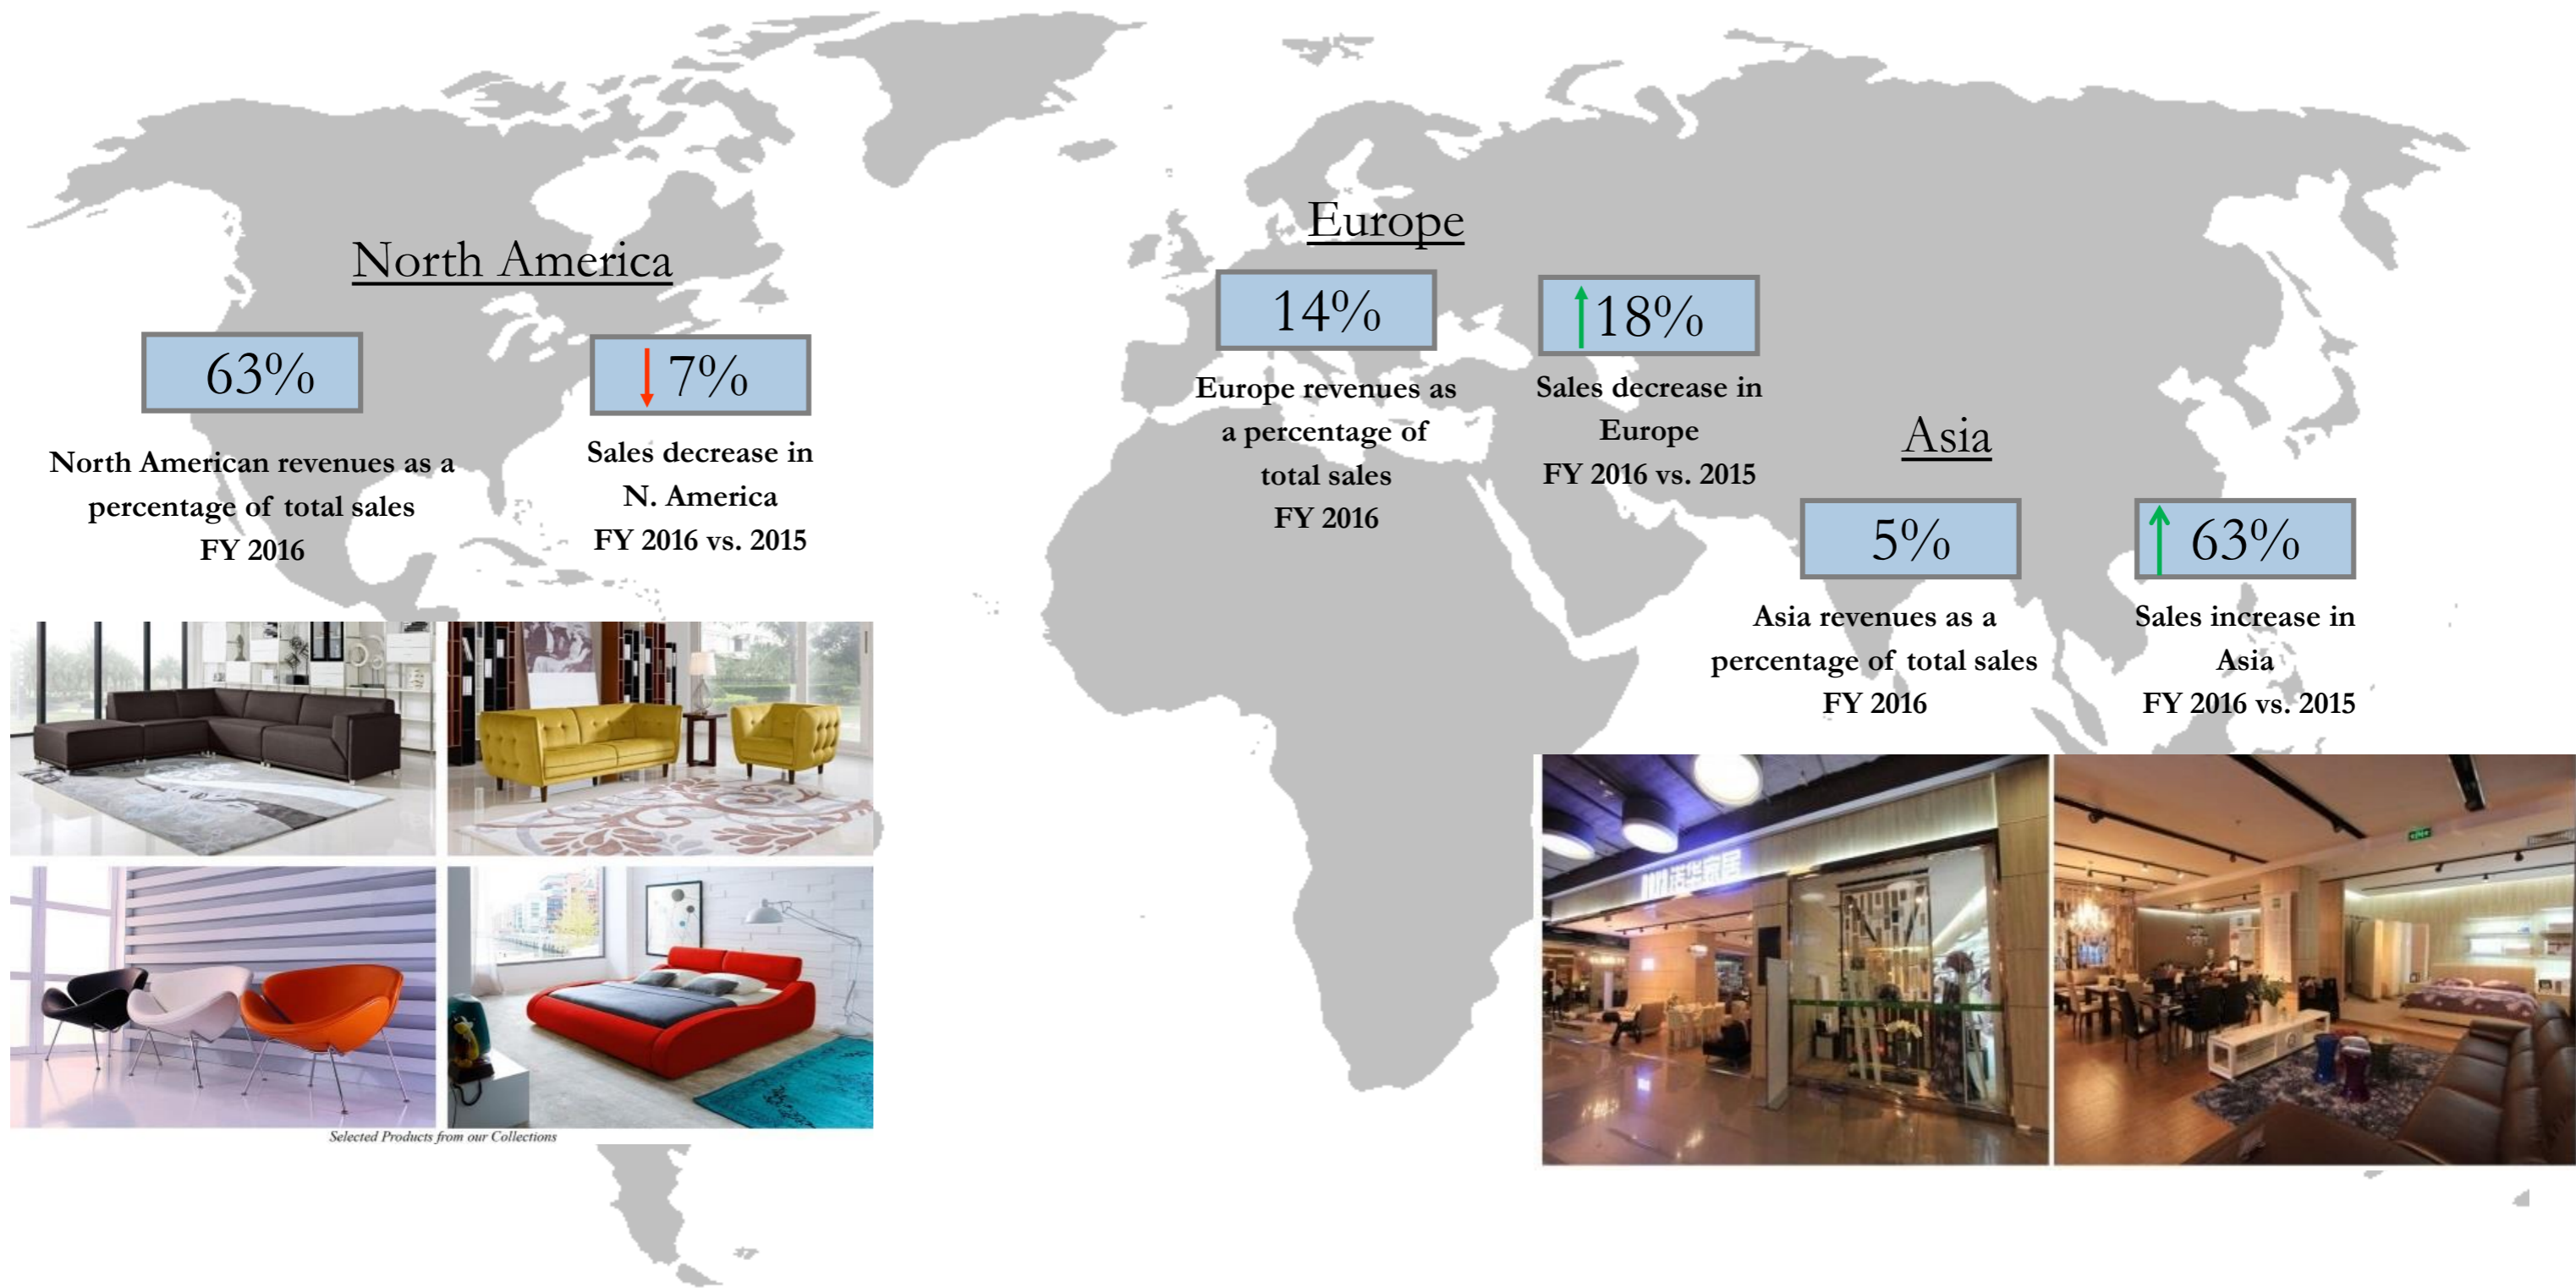 North America
63%
North American revenues as a
percentage of total sales
FY 2016
7%
Sales decrease in
N. America
FY 2016 vs. 2015
Europe
14%
Europe revenues as
a percentage of
total sales
FY 2016
18%
Sales decrease in
Europe
FY 2016 vs. 2015
Asia
5%
Asia revenues as a
percentage of total sales
FY 2016
63%
Sales increase in
Asia
FY 2016 vs. 2015
Selected Products from our Collections